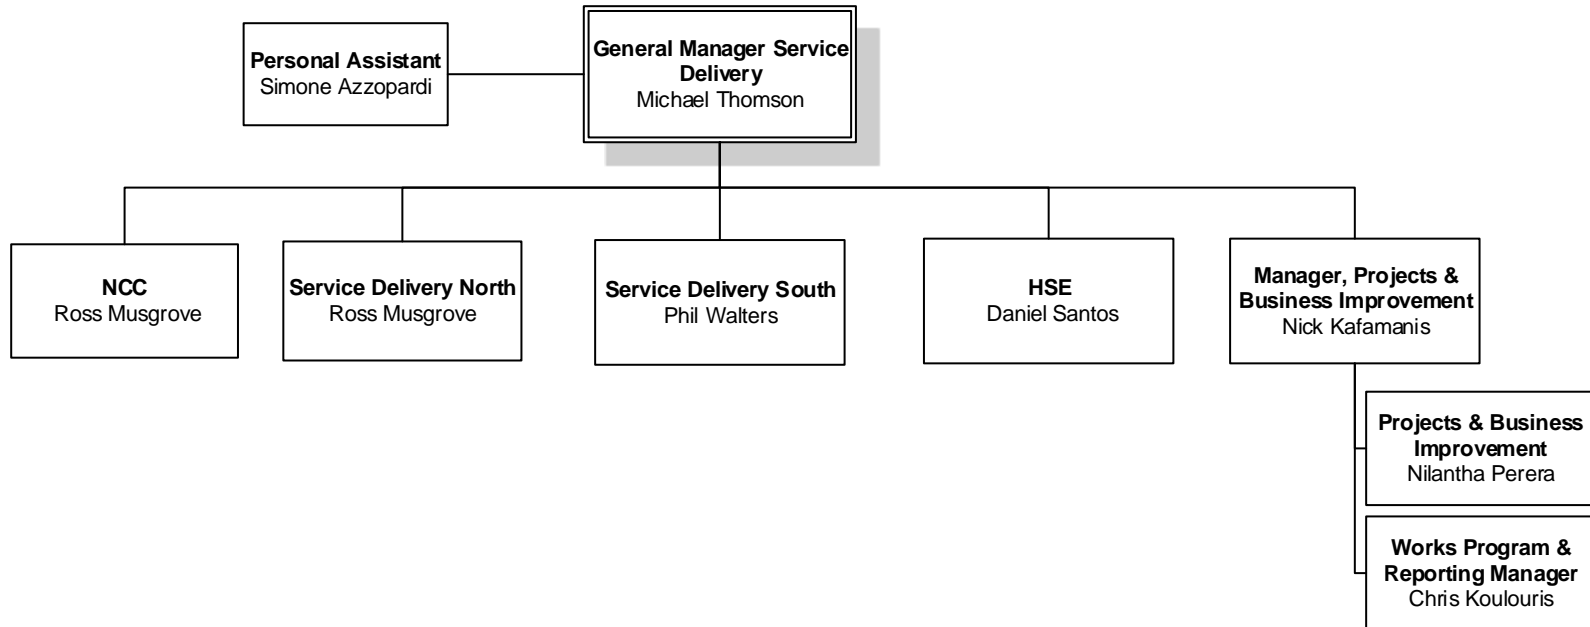 Personal Assistant
Simone Azzopardi
General Manager Service
Delivery
Michael Thomson
NCC
Ross Musgrove
Service Delivery North
Ross Musgrove
Service Delivery South
Phil Walters
HSE
Daniel Santos
Manager, Projects &
Business Improvement
Nick Kafamanis
Projects & Business
Improvement
Nilantha Perera
Works Program &
Reporting Manager
Chris Koulouris